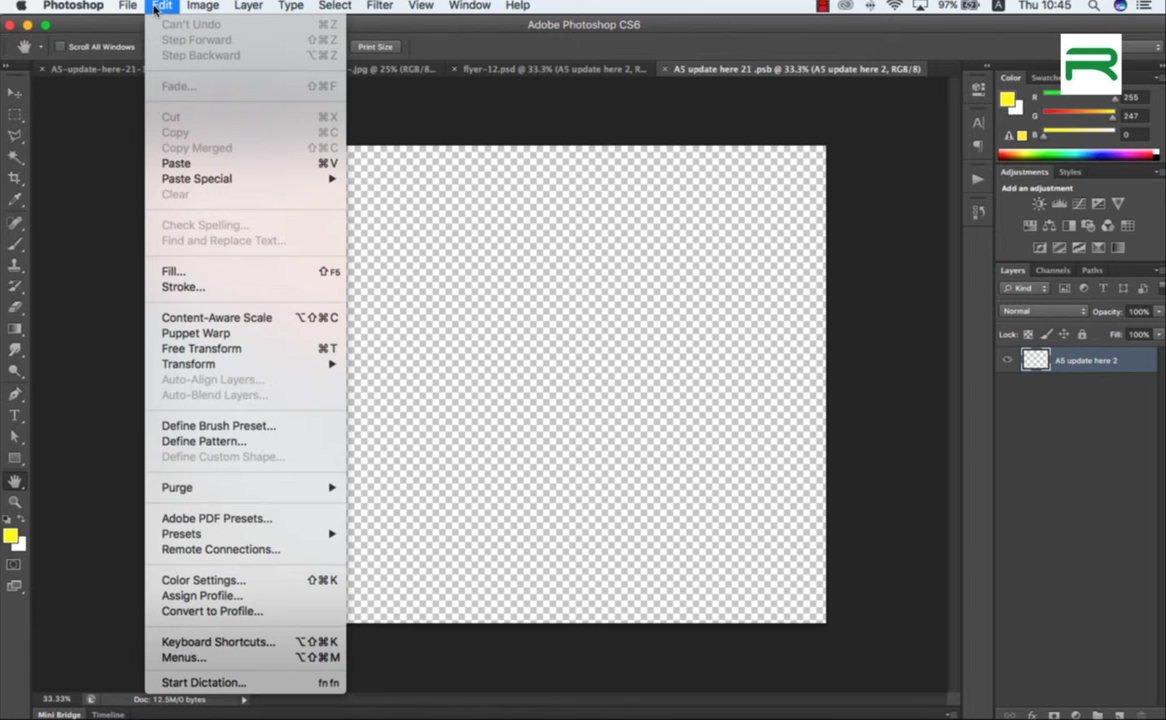 Photoshop File Edit Image Layer Type Select Filter View Window Help 97% Thu 10:45
Adobe Photoshop CS6
Scroll All Windows Print Size
A5-update-here-21-1 -.jpg @ 25% (RGB/8... × flyer-12.psd @ 33.3% (A5 update here 2, R... × A5 update here 21 .psb @ 33.3% (A5 update here 2, RGB/8)
Can't Undo ⌘Z
Step Forward ⇧⌘Z
Step Backward ⌥⌘Z
Fade... ⇧⌘F
Cut ⌘X
Copy ⌘C
Copy Merged ⇧⌘C
Paste ⌘V
Paste Special
Clear
Check Spelling...
Find and Replace Text...
Fill... ⇧F5
Stroke...
Content-Aware Scale ⌥⇧⌘C
Puppet Warp
Free Transform ⌘T
Transform
Auto-Align Layers...
Auto-Blend Layers...
Define Brush Preset...
Define Pattern...
Define Custom Shape...
Purge
Adobe PDF Presets...
Presets
Remote Connections...
Color Settings... ⇧⌘K
Assign Profile...
Convert to Profile...
Keyboard Shortcuts... ⌥⇧⌘K
Menus... ⌥⇧⌘M
Start Dictation... fn fn
R
Color Swatches
R 255
G 247
B 0
Adjustments Styles
Add an adjustment
Layers Channels Paths
Kind
Normal Opacity: 100%
Lock: Fill: 100%
A5 update here 2
33.33% Doc: 12.5M/0 bytes
Mini Bridge Timeline